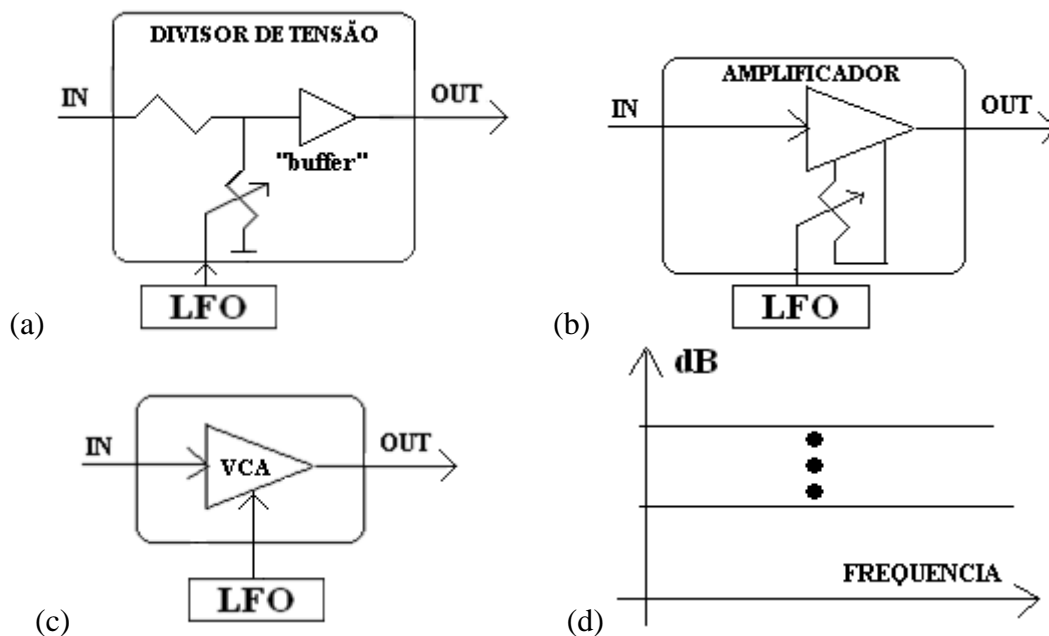 DIVISOR DE TENSÃO
IN
OUT
"buffer"
LFO
(a)
AMPLIFICADOR
IN
OUT
LFO
(b)
IN
VCA
OUT
LFO
(c)
dB
FREQUENCIA
(d)